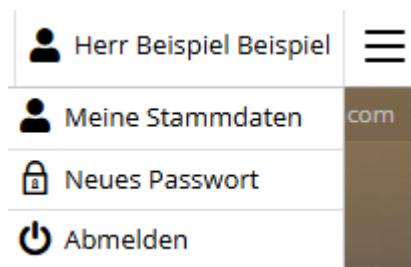 Herr Beispiel Beispiel
Meine Stammdaten
com
Neues Passwort
Abmelden